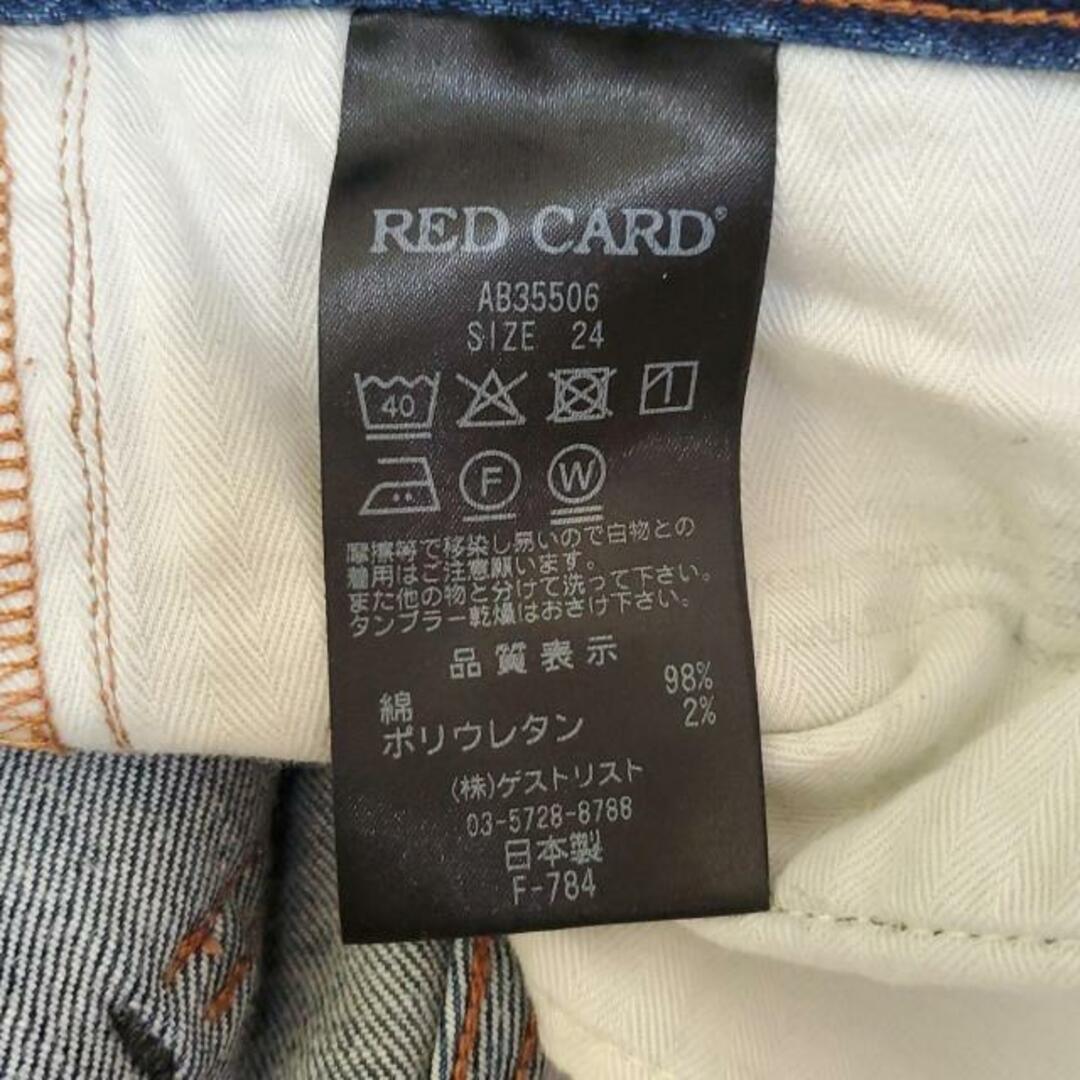 RED CARD®
AB35506
SIZE 24
40
F W
摩擦等で移染し易いので白物との
着用はご注意願います。
また他の物と分けて洗って下さい。
タンブラー乾燥はおさけ下さい。
品質表示
綿 98%
ポリウレタン 2%
(株)ゲストリスト
03-5728-8788
日本製
F-784